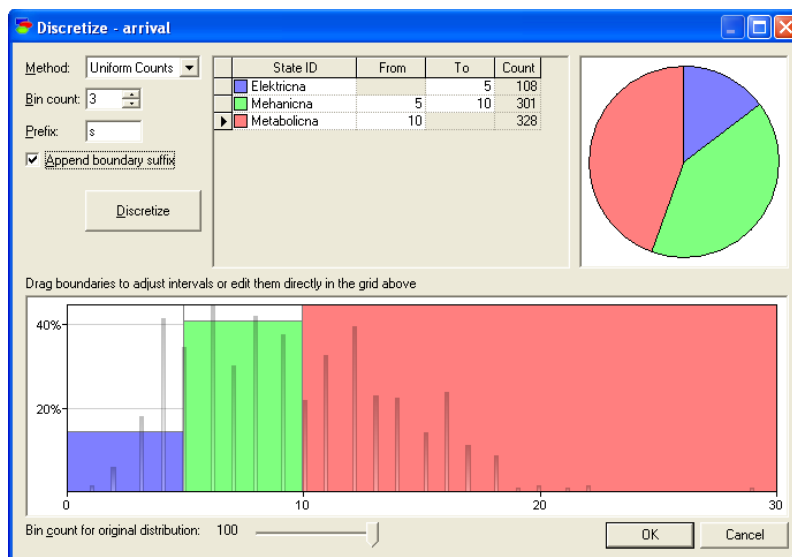 Discretize - arrival
Method: Uniform Counts
Bin count: 3
Prefix: s
Append boundary suffix
Discretize
State ID From To Count
Elektricna 5 108
Mehanicna 5 10 301
Metabolicna 10 328
Drag boundaries to adjust intervals or edit them directly in the grid above
40%
20%
0 10 20 30
Bin count for original distribution: 100
OK Cancel